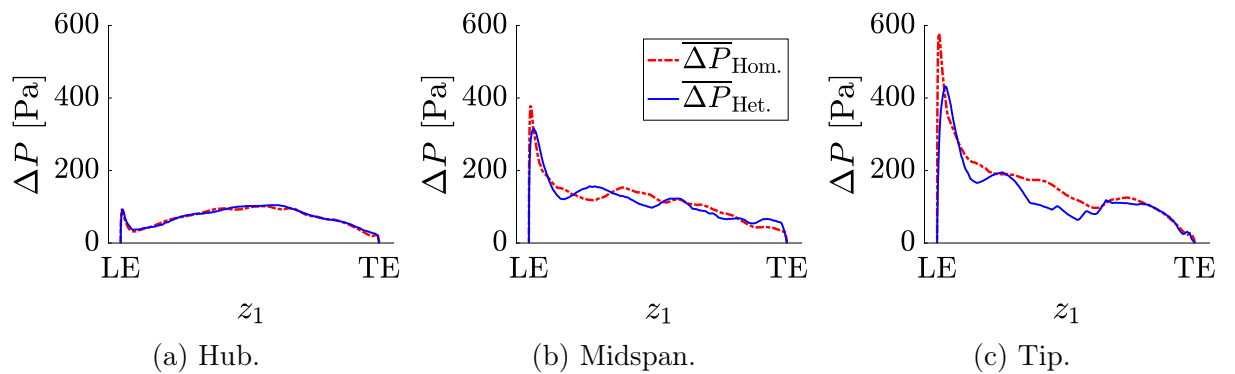 600
400
200
0
ΔP [Pa]
LE
TE
z₁
(a) Hub.
600
400
200
0
ΔP [Pa]
LE
TE
z₁
ΔP̅ Hom.
ΔP̅ Het.
(b) Midspan.
600
400
200
0
ΔP [Pa]
LE
TE
z₁
(c) Tip.